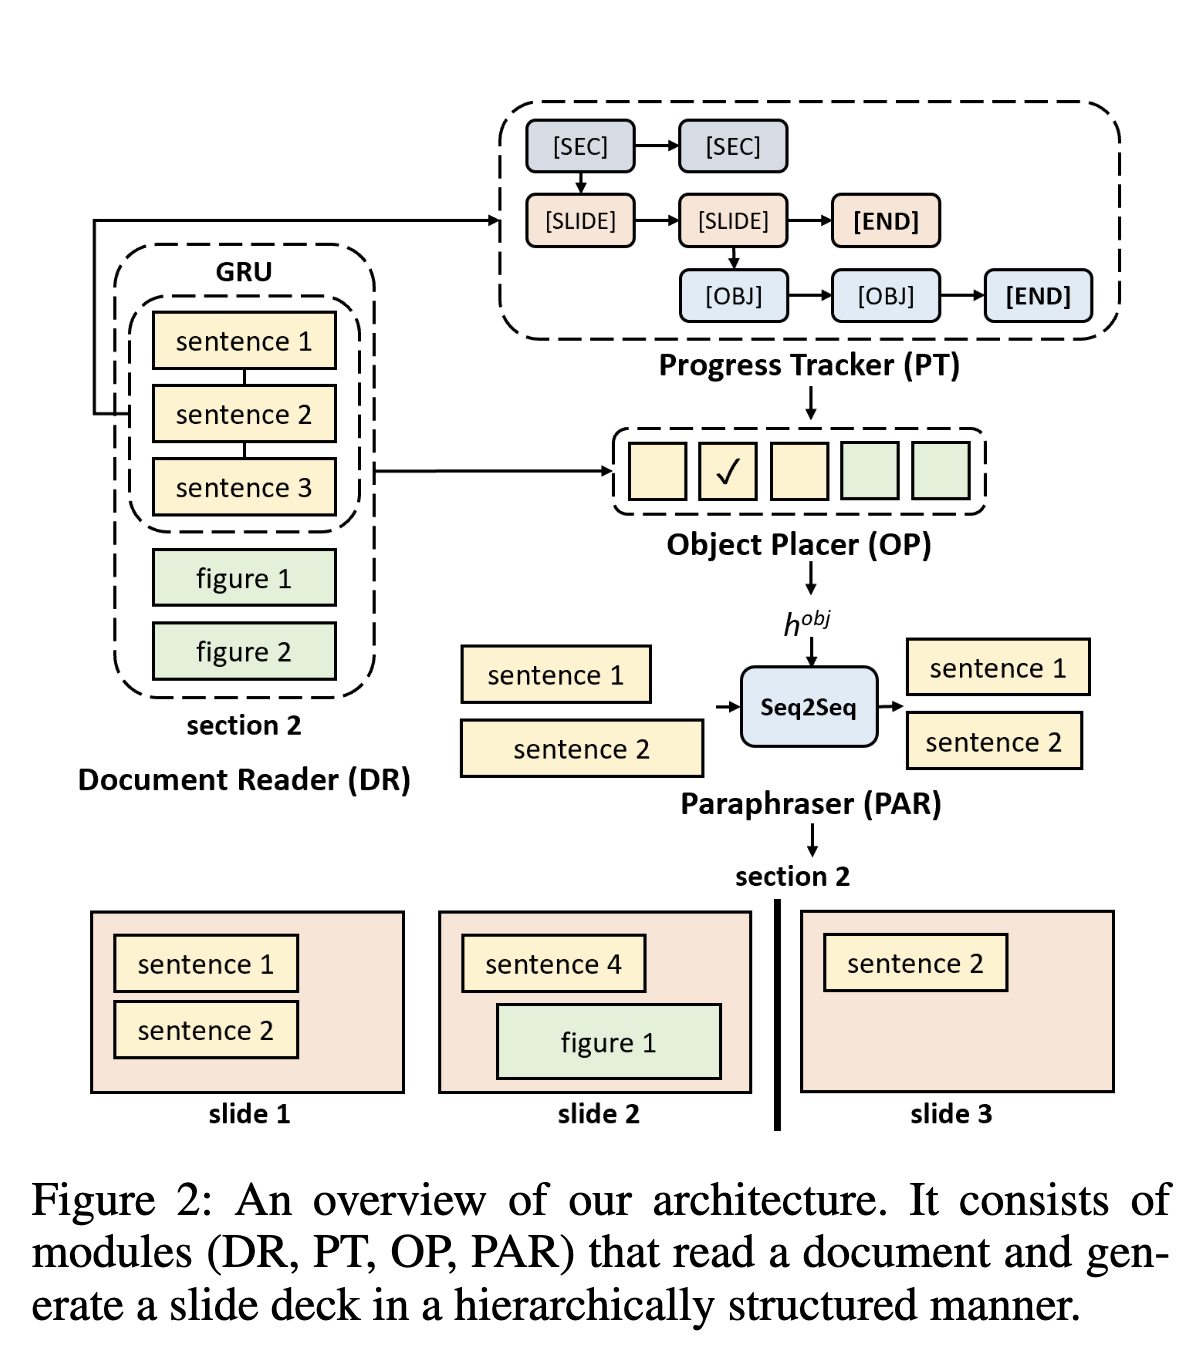 [SEC] [SEC]
[SLIDE] [SLIDE] [END]
[OBJ] [OBJ] [END]
Progress Tracker (PT)
GRU
sentence 1
sentence 2
sentence 3
figure 1
figure 2
section 2
Document Reader (DR)
✓
Object Placer (OP)
h^obj
sentence 1
sentence 2
Seq2Seq
sentence 1
sentence 2
Paraphraser (PAR)
section 2
sentence 1
sentence 2
slide 1
sentence 4
figure 1
slide 2
sentence 2
slide 3
Figure 2: An overview of our architecture. It consists of
modules (DR, PT, OP, PAR) that read a document and gen-
erate a slide deck in a hierarchically structured manner.